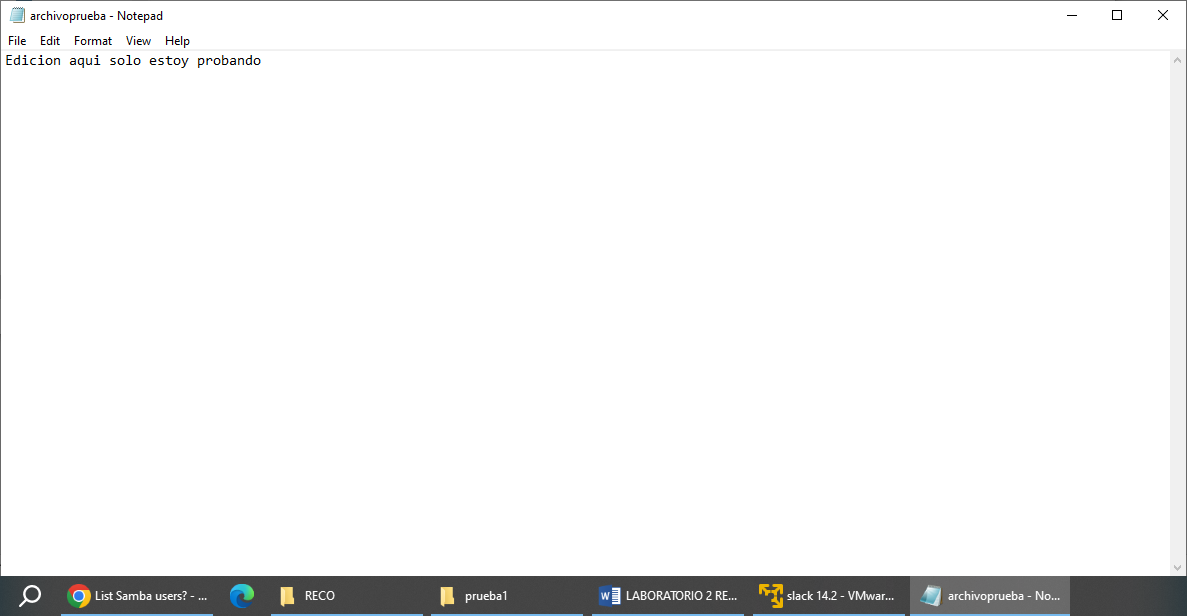 archivoprueba - Notepad
File Edit Format View Help
Edicion aqui solo estoy probando
List Samba users? - ...
RECO
prueba1
LABORATORIO 2 RE...
slack 14.2 - VMwar...
archivoprueba - No...